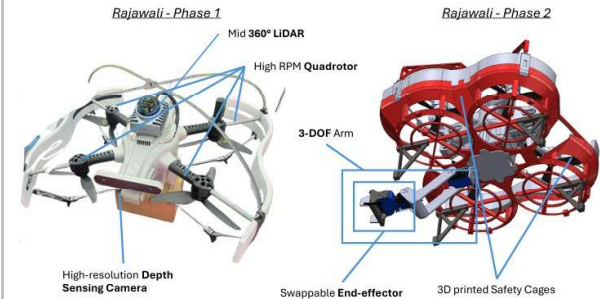 Rajawali - Phase 1
Mid 360° LiDAR
High RPM Quadrotor
High-resolution Depth
Sensing Camera
Rajawali - Phase 2
3-DOF Arm
Swappable End-effector
3D printed Safety Cages